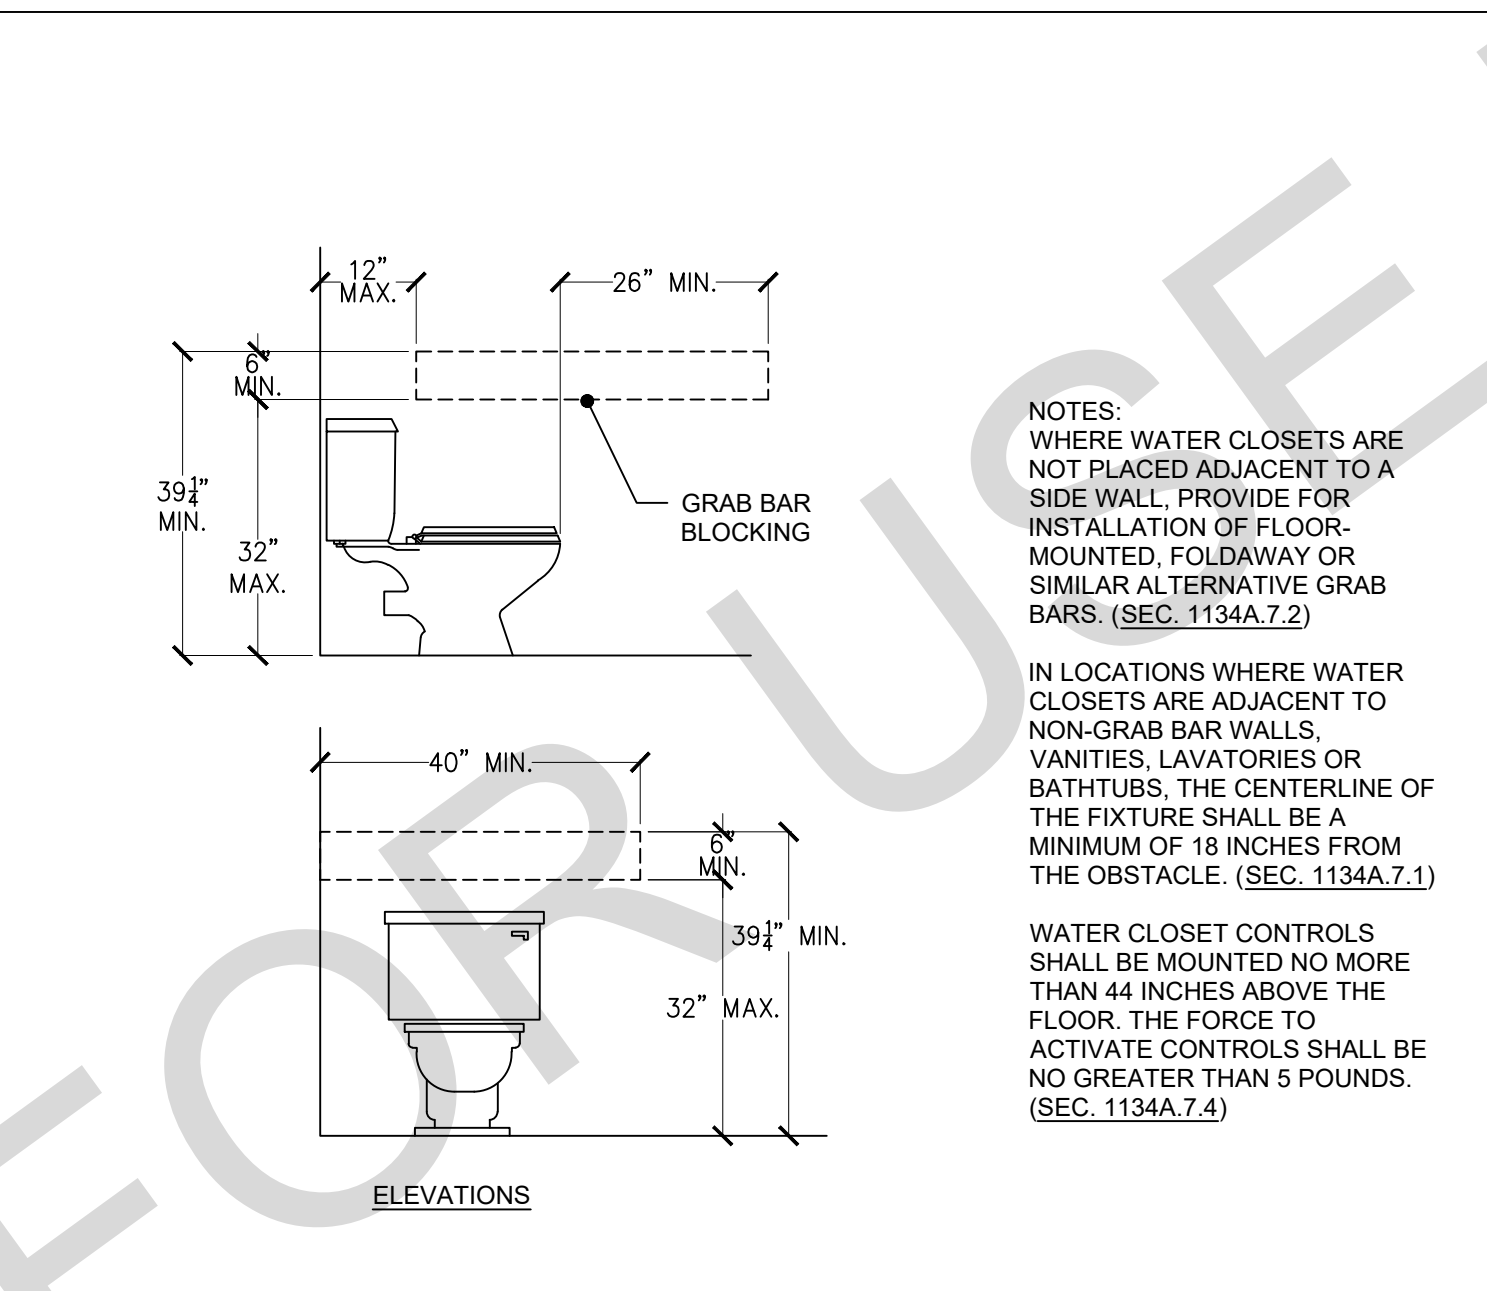 12”
MAX.
26” MIN.
6”
MIN.
39¼”
MIN.
32”
MAX.
GRAB BAR
BLOCKING
40” MIN.
6”
MIN.
39¼” MIN.
32” MAX.
ELEVATIONS
NOTES:
WHERE WATER CLOSETS ARE
NOT PLACED ADJACENT TO A
SIDE WALL, PROVIDE FOR
INSTALLATION OF FLOOR-
MOUNTED, FOLDAWAY OR
SIMILAR ALTERNATIVE GRAB
BARS. (SEC. 1134A.7.2)
IN LOCATIONS WHERE WATER
CLOSETS ARE ADJACENT TO
NON-GRAB BAR WALLS,
VANITIES, LAVATORIES OR
BATHTUBS, THE CENTERLINE OF
THE FIXTURE SHALL BE A
MINIMUM OF 18 INCHES FROM
THE OBSTACLE. (SEC. 1134A.7.1)
WATER CLOSET CONTROLS
SHALL BE MOUNTED NO MORE
THAN 44 INCHES ABOVE THE
FLOOR. THE FORCE TO
ACTIVATE CONTROLS SHALL BE
NO GREATER THAN 5 POUNDS.
(SEC. 1134A.7.4)
FOR USE